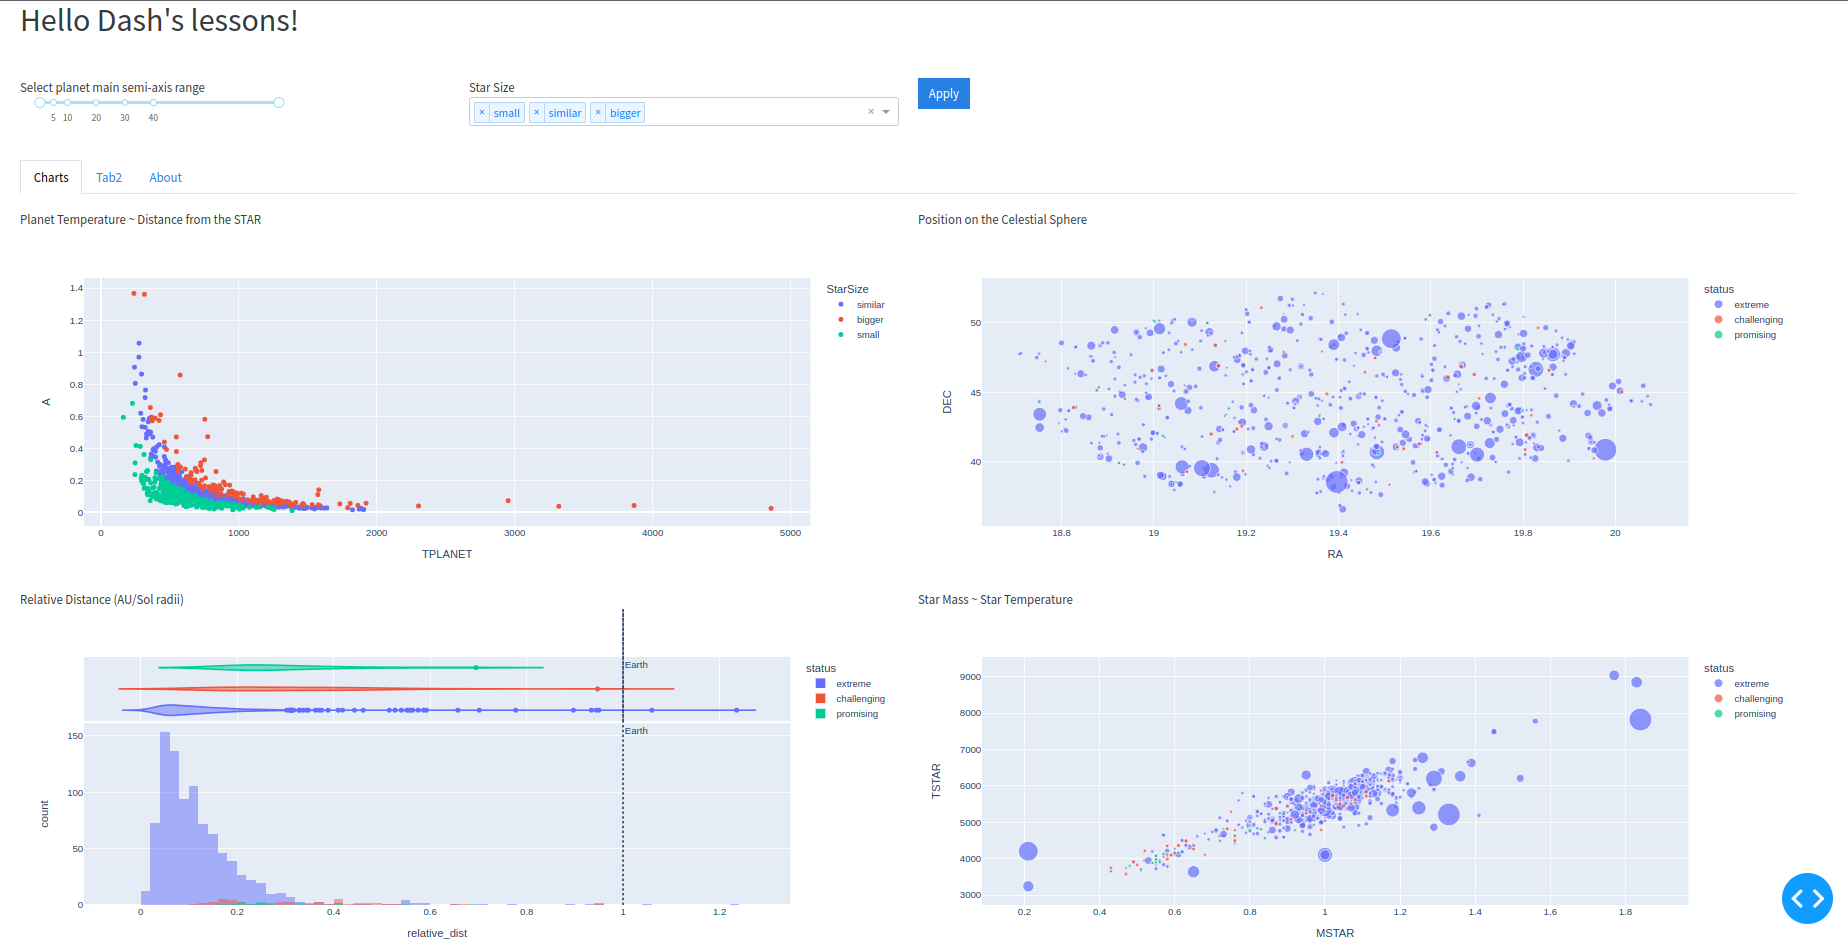 Hello Dash's lessons!
Select planet main semi-axis range
5 10 20 30 40
Star Size
× small × similar × bigger ×
Apply
Charts Tab2 About
Planet Temperature ~ Distance from the STAR
1.4
1.2
1
0.8
0.6
0.4
0.2
0
A
0 1000 2000 3000 4000 5000
TPLANET
StarSize
similar
bigger
small
Position on the Celestial Sphere
50
45
40
DEC
18.8 19 19.2 19.4 19.6 19.8 20
RA
status
extreme
challenging
promising
Relative Distance (AU/Sol radii)
Earth
Earth
150
100
50
0
count
0 0.2 0.4 0.6 0.8 1 1.2
relative_dist
status
extreme
challenging
promising
Star Mass ~ Star Temperature
9000
8000
7000
6000
5000
4000
3000
TSTAR
0.2 0.4 0.6 0.8 1 1.2 1.4 1.6 1.8
MSTAR
status
extreme
challenging
promising